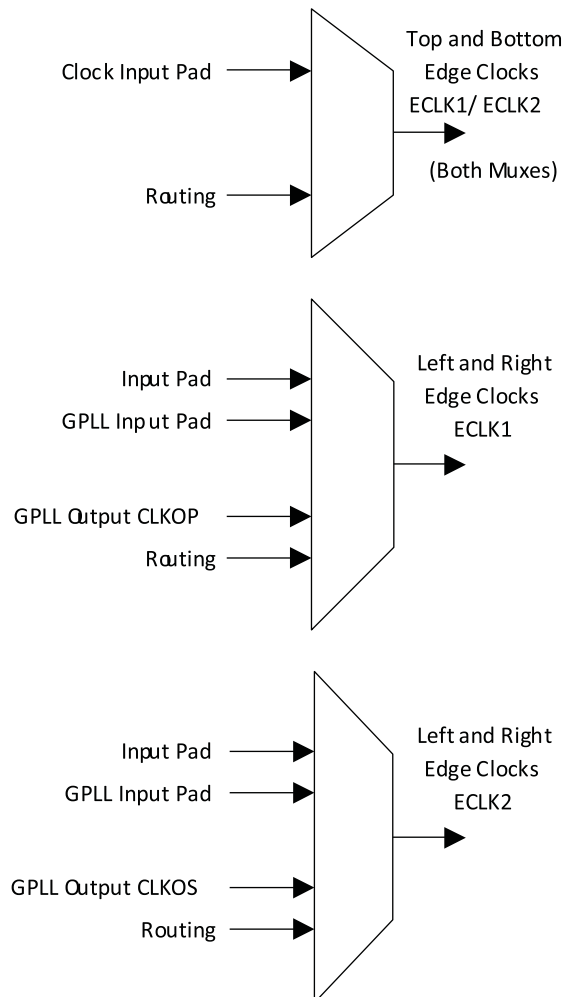 Clock Input Pad
Routing
Top and Bottom
Edge Clocks
ECLK1/ ECLK2
(Both Muxes)
Input Pad
GPLL Input Pad
GPLL Output CLKOP
Routing
Left and Right
Edge Clocks
ECLK1
Input Pad
GPLL Input Pad
GPLL Output CLKOS
Routing
Left and Right
Edge Clocks
ECLK2